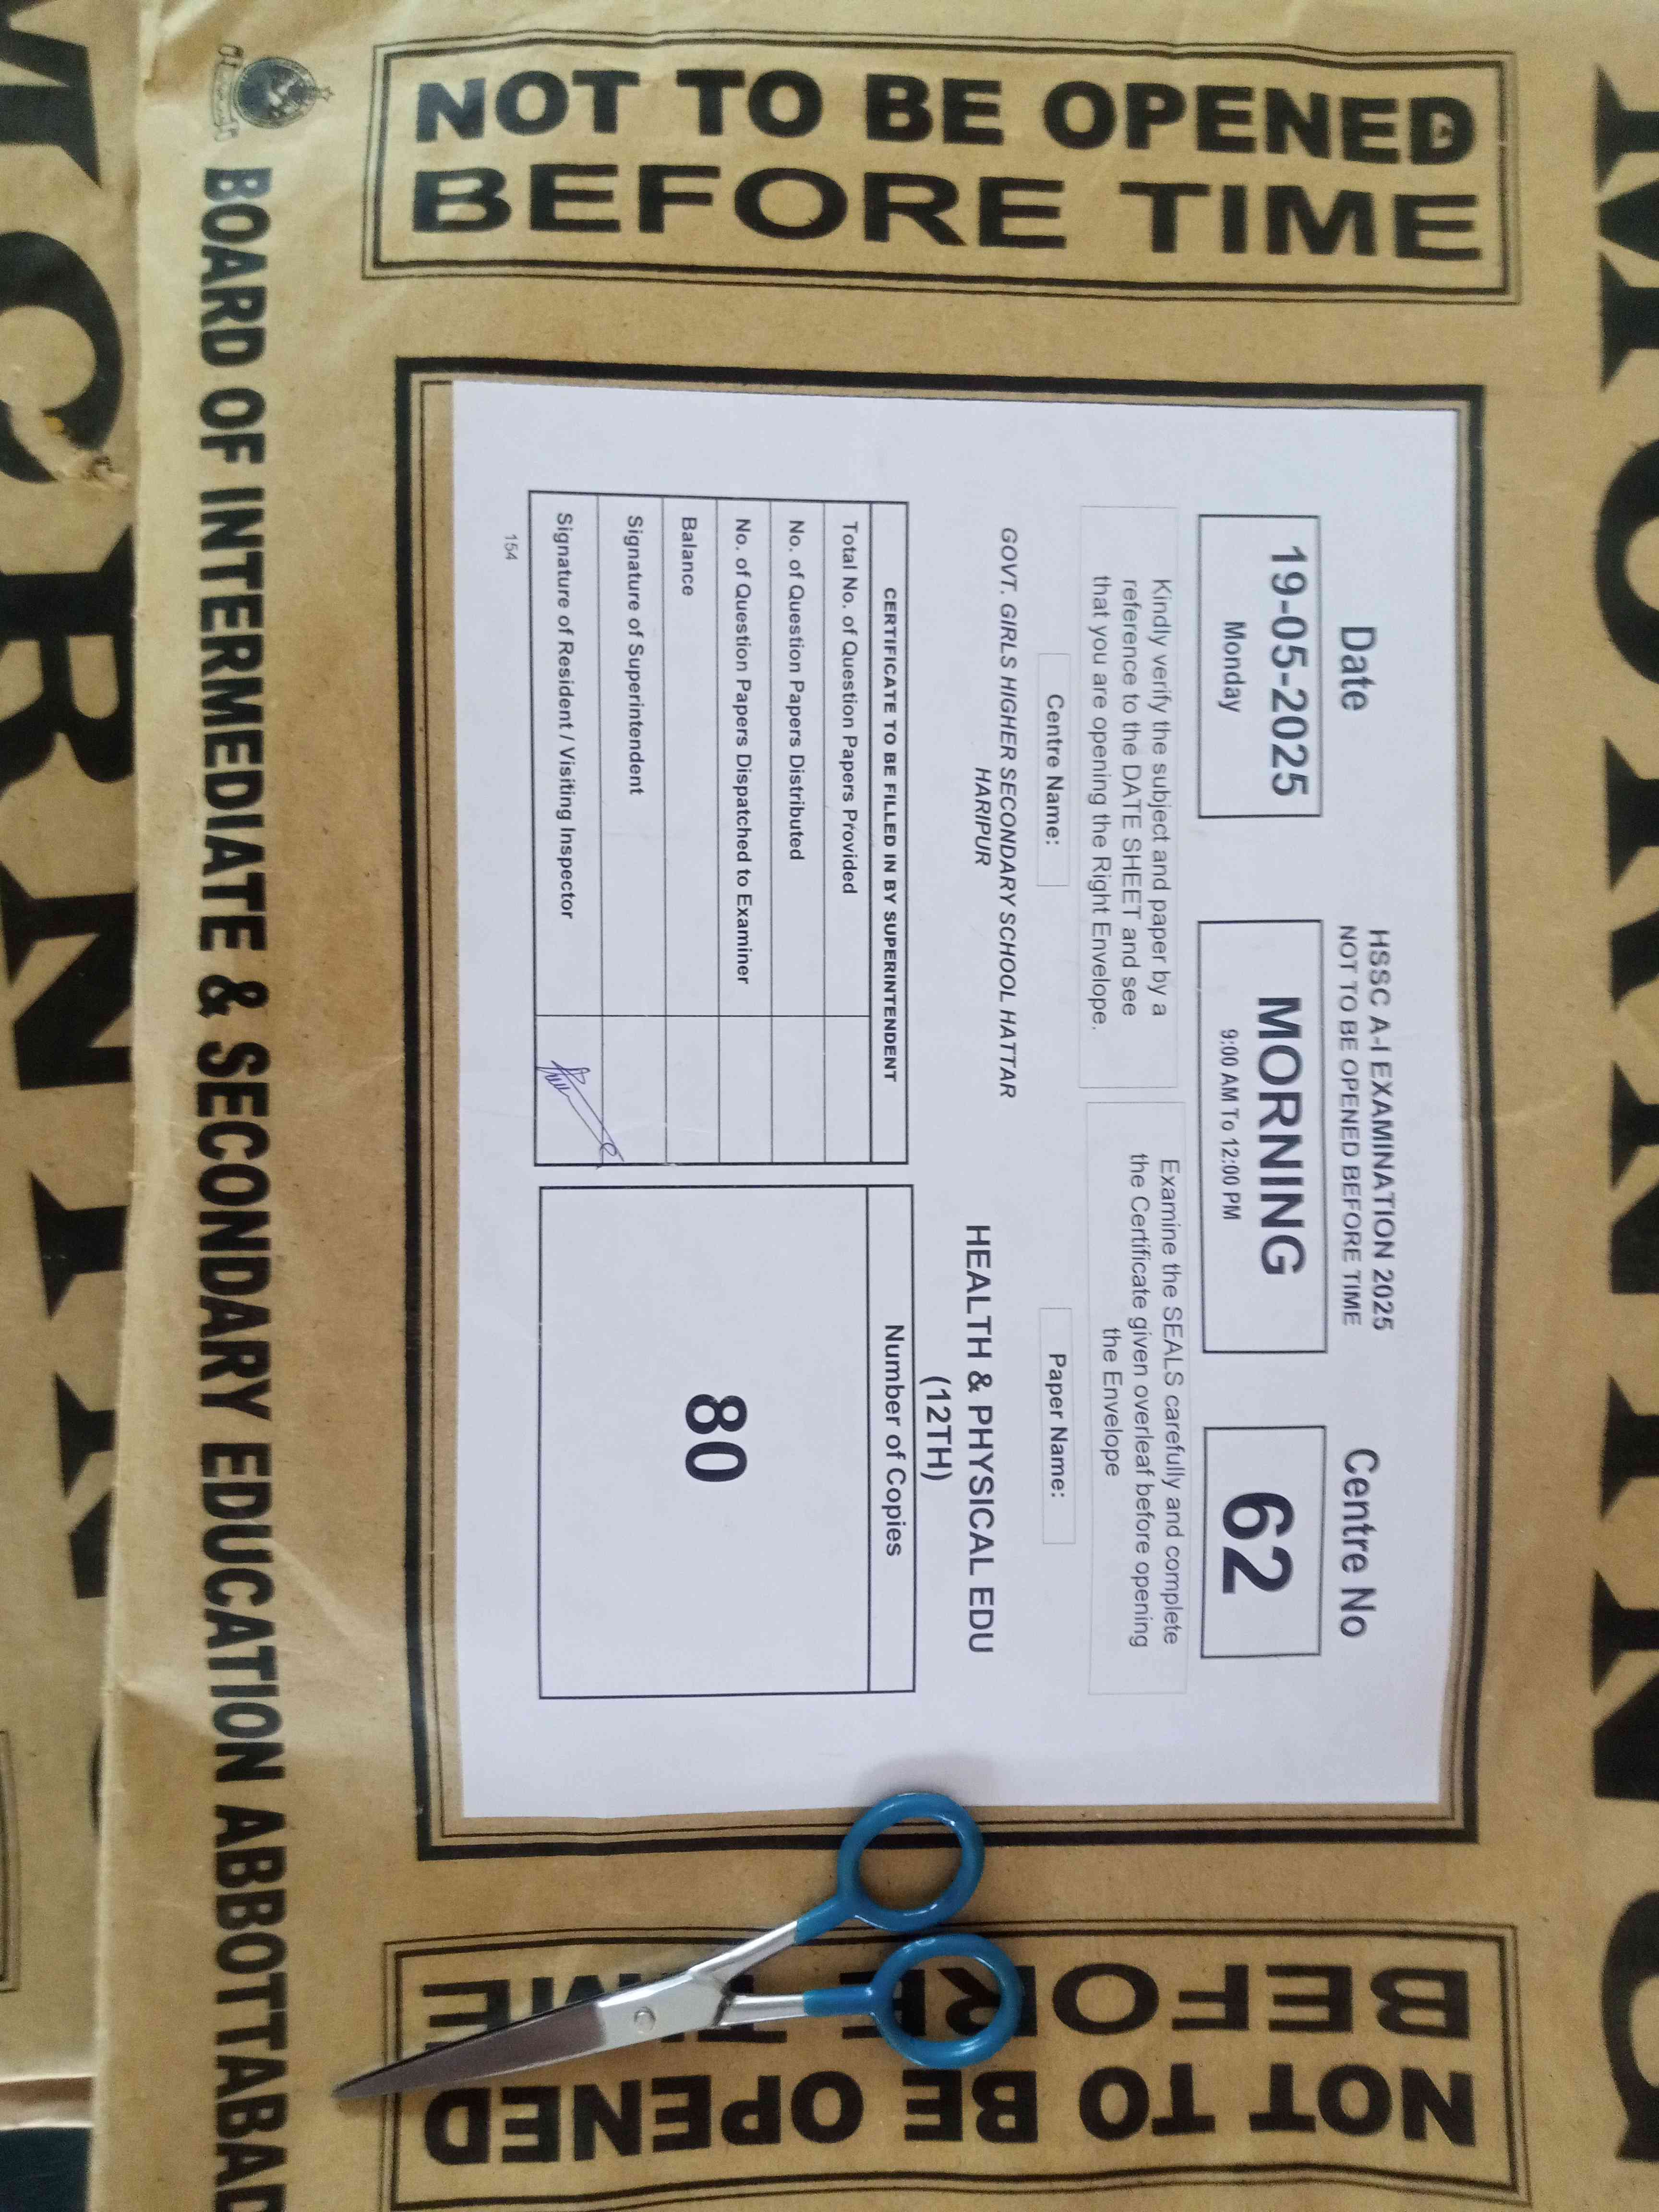 NOT TO BE OPENED
BEFORE TIME
Date
19-05-2025
Monday
HSSC A-I EXAMINATION 2025
NOT TO BE OPENED BEFORE TIME
MORNING
9:00 AM To 12:00 PM
Centre No
62
Kindly verify the subject and paper by a
reference to the DATE SHEET and see
that you are opening the Right Envelope.
Examine the SEALS carefully and complete
the Certificate given overleaf before opening
the Envelope
Centre Name:
GOVT. GIRLS HIGHER SECONDARY SCHOOL HATTAR
HARIPUR
Paper Name:
HEALTH & PHYSICAL EDU
(12TH)
CERTIFICATE TO BE FILLED IN BY SUPERINTENDENT
Total No. of Question Papers Provided
No. of Question Papers Distributed
No. of Question Papers Dispatched to Examiner
Balance
Signature of Superintendent
Signature of Resident / Visiting Inspector
Number of Copies
80
154
NOT TO BE OPENED
BEFORE
BOARD OF INTERMEDIATE & SECONDARY EDUCATION ABBOTTABAD
MORNING